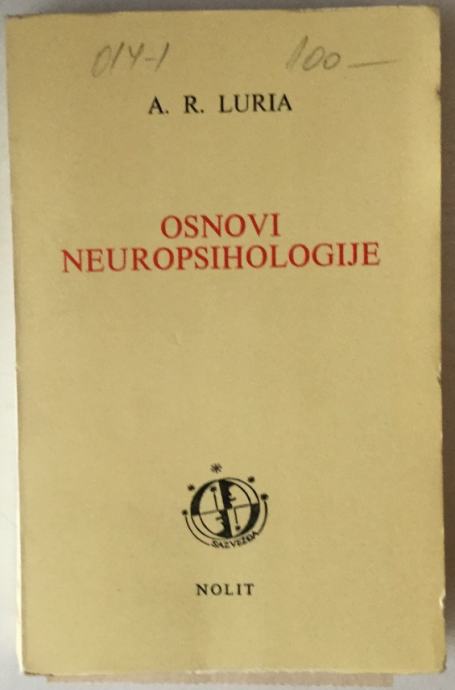 014-1 100—
A. R. LURIA
OSNOVI
NEUROPSIHOLOGIJE
SAZVEŽĐA
NOLIT